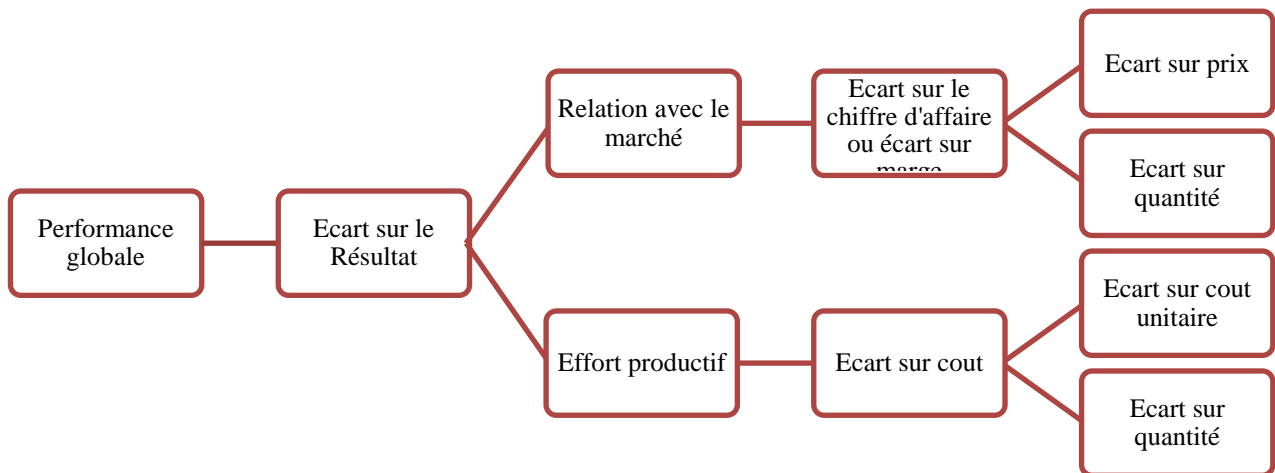 Performance
globale
Ecart sur le
Résultat
Relation avec le
marché
Ecart sur le
chiffre d'affaire
ou écart sur
marge
Ecart sur prix
Ecart sur
quantité
Effort productif
Ecart sur cout
Ecart sur cout
unitaire
Ecart sur
quantité